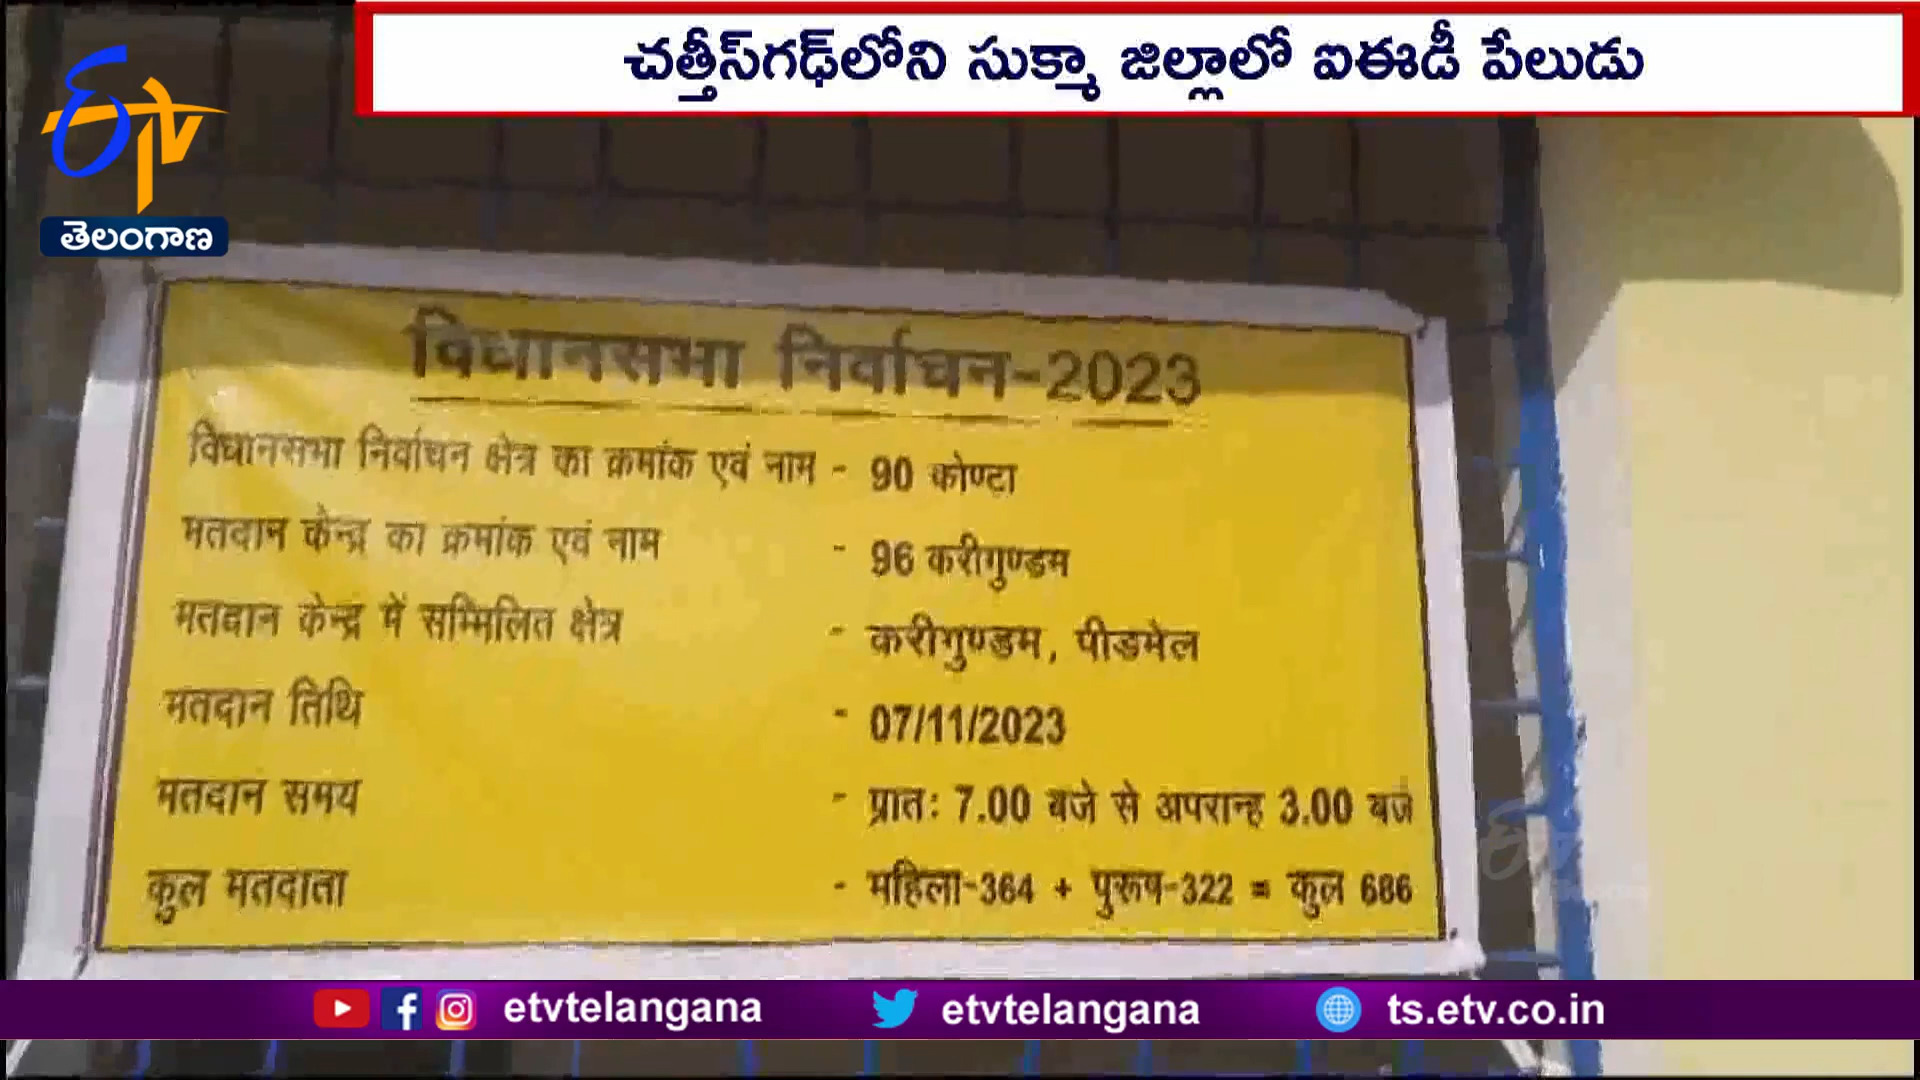 చత్తీస్‌గఢ్‌లోని సుక్మా జిల్లాలో ఐఈడీ పేలుడు
ETV
తెలంగాణ
विधानसभा निर्वाचन-2023
विधानसभा निर्वाचन क्षेत्र का क्रमांक एवं नाम - 90 कोण्टा
मतदान केन्द्र का क्रमांक एवं नाम - 96 करीगुण्डम
मतदान केन्द्र में सम्मिलित क्षेत्र - करीगुण्डम, पीडमेल
मतदान तिथि - 07/11/2023
मतदान समय - प्रातः 7.00 बजे से अपरान्ह 3.00 बजे
कुल मतदाता - महिला-364 + पुरूष-322 = कुल 686
etvtelangana etvtelangana ts.etv.co.in